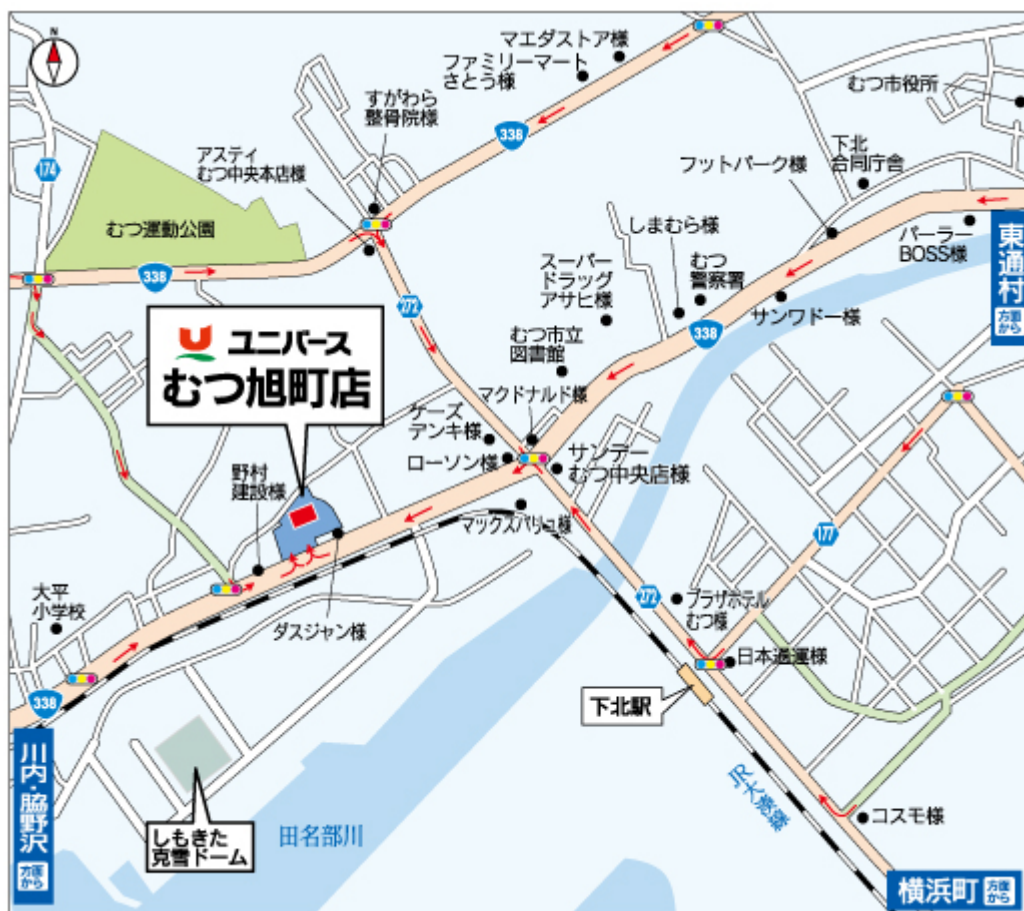 N
マエダストア様
ファミリーマート
さとう様
むつ市役所
すがわら
整骨院様
338
下北
合同庁舎
アスティ
むつ中央本店様
フットパーク様
174
むつ運動公園
しまむら様
パーラー
BOSS様
東通村
方面から
338
272
スーパー
ドラッグ
アサヒ様
むつ
警察署
サンワドー様
338
ユニバース
むつ旭町店
むつ市立
図書館
マクドナルド様
ケーズ
デンキ様
ローソン様
サンデー
むつ中央店様
野村
建設様
マックスバリュ様
177
大平
小学校
ダスジャン様
272
プラザホテル
むつ様
日本通運様
338
下北駅
川内・脇野沢
方面から
しもきた
克雪ドーム
田名部川
JR大湊線
コスモ様
横浜町
方面から